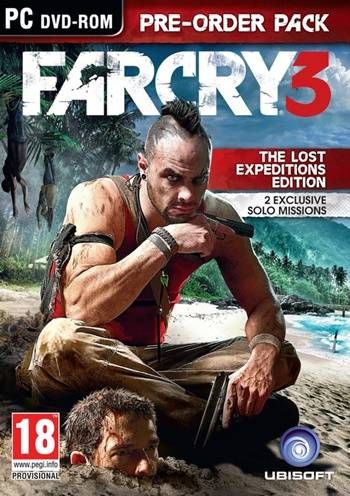 PC DVD-ROM
PRE-ORDER PACK
FARCRY3
THE LOST
EXPEDITIONS
EDITION
2 EXCLUSIVE
SOLO MISSIONS
18
www.pegi.info
PROVISIONAL
UBISOFT